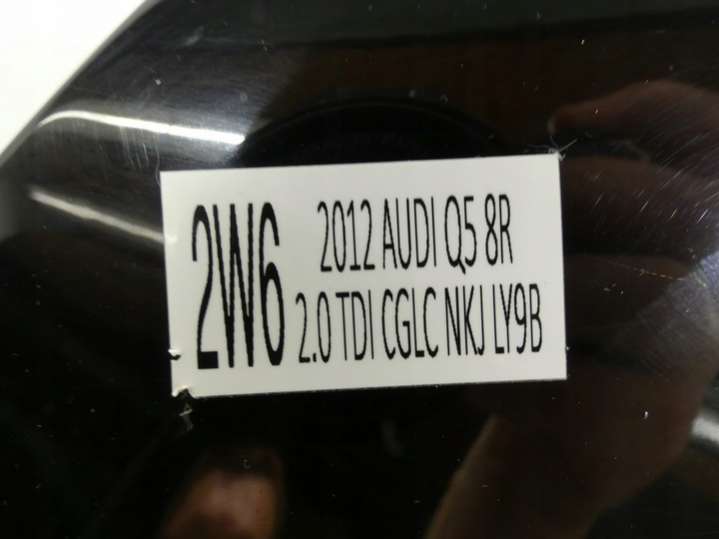 2W6
2012 AUDI Q5 8R
2.0 TDI CGLC NKJ LY9B